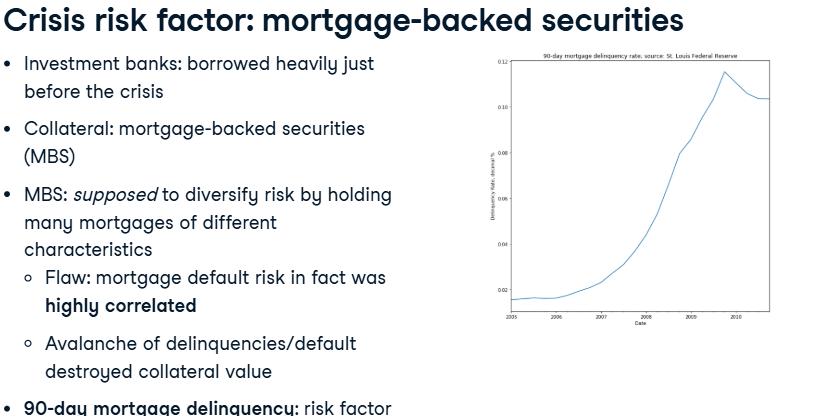 Crisis risk factor: mortgage-backed securities
• Investment banks: borrowed heavily just
before the crisis
• Collateral: mortgage-backed securities
(MBS)
• MBS: supposed to diversify risk by holding
many mortgages of different
characteristics
◦ Flaw: mortgage default risk in fact was
highly correlated
◦ Avalanche of delinquencies/default
destroyed collateral value
• 90-day mortgage delinquency: risk factor
90-day mortgage delinquency rate, source: St. Louis Federal Reserve
0.12
0.10
0.08
0.06
0.04
0.02
Delinquency Rate, decimal %
2005
2006
2007
2008
2009
2010
Date